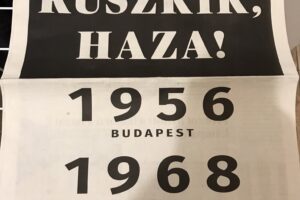 RUSZKIK,
HAZA!
1956
BUDAPEST
1968